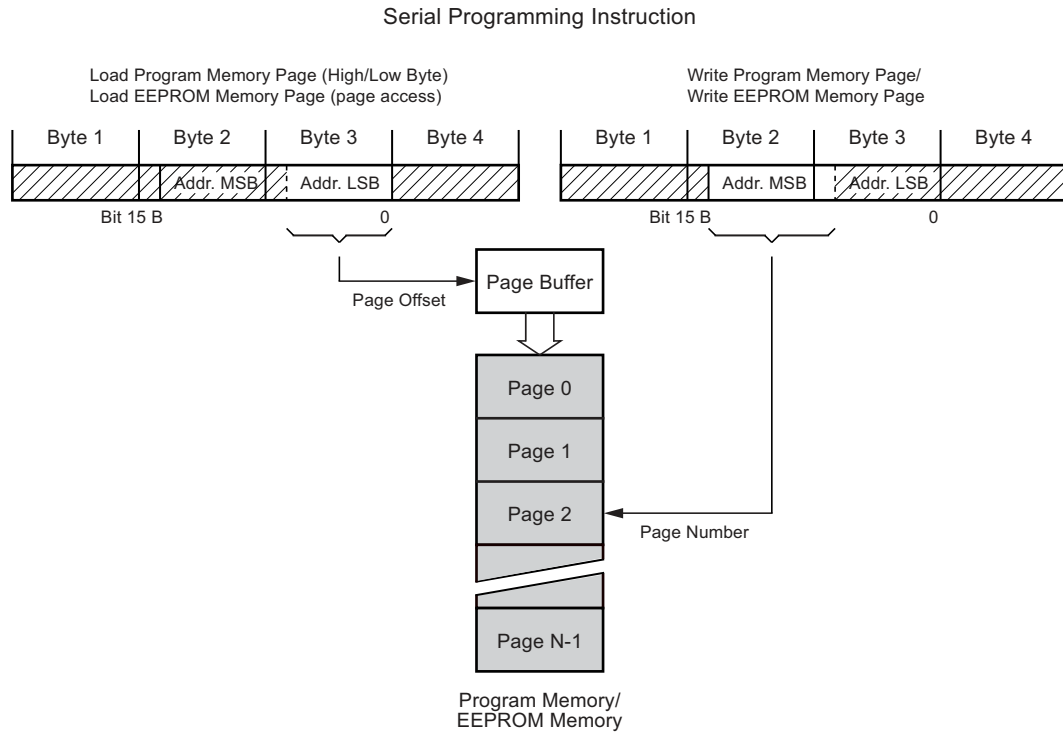 Serial Programming Instruction
Load Program Memory Page (High/Low Byte)
Load EEPROM Memory Page (page access)
Write Program Memory Page/
Write EEPROM Memory Page
Byte 1 Byte 2 Byte 3 Byte 4
Byte 1 Byte 2 Byte 3 Byte 4
Addr. MSB Addr. LSB
Addr. MSB Addr. LSB
Bit 15 B 0
Bit 15 B 0
Page Buffer
Page Offset
Page 0
Page 1
Page 2
Page Number
Page N-1
Program Memory/
EEPROM Memory